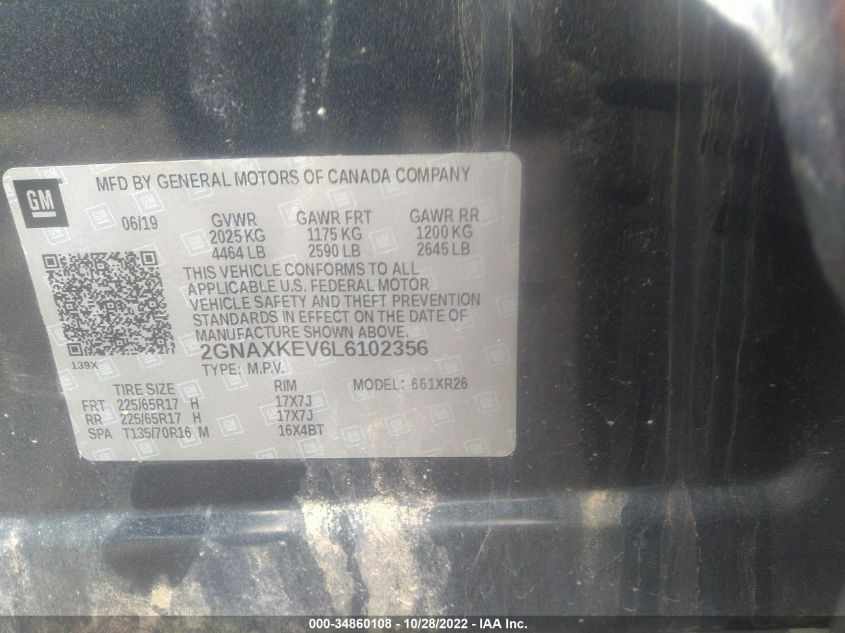 GM
MFD BY GENERAL MOTORS OF CANADA COMPANY
06/19 GVWR GAWR FRT GAWR RR
2025 KG 1175 KG 1200 KG
4464 LB 2590 LB 2645 LB
THIS VEHICLE CONFORMS TO ALL
APPLICABLE U.S. FEDERAL MOTOR
VEHICLE SAFETY AND THEFT PREVENTION
STANDARDS IN EFFECT ON THE DATE OF
MANUFACTURE SHOWN ABOVE.
2GNAXKEV6L6102356
139X TYPE: M.P.V.
TIRE SIZE RIM MODEL: 661XR26
FRT 225/65R17 H 17X7J
RR 225/65R17 H 17X7J
SPA T135/70R16 M 16X4BT
000-34860108 - 10/28/2022 - IAA Inc.